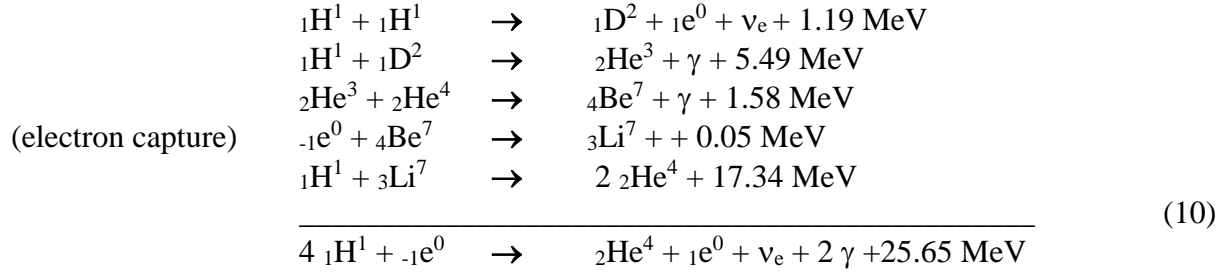 ₁H¹ + ₁H¹ → ₁D² + ₁e⁰ + νₑ + 1.19 MeV
₁H¹ + ₁D² → ₂He³ + γ + 5.49 MeV
₂He³ + ₂He⁴ → ₄Be⁷ + γ + 1.58 MeV
(electron capture) ₋₁e⁰ + ₄Be⁷ → ₃Li⁷ + + 0.05 MeV
₁H¹ + ₃Li⁷ → 2 ₂He⁴ + 17.34 MeV
(10)
4 ₁H¹ + ₋₁e⁰ → ₂He⁴ + ₁e⁰ + νₑ + 2 γ +25.65 MeV